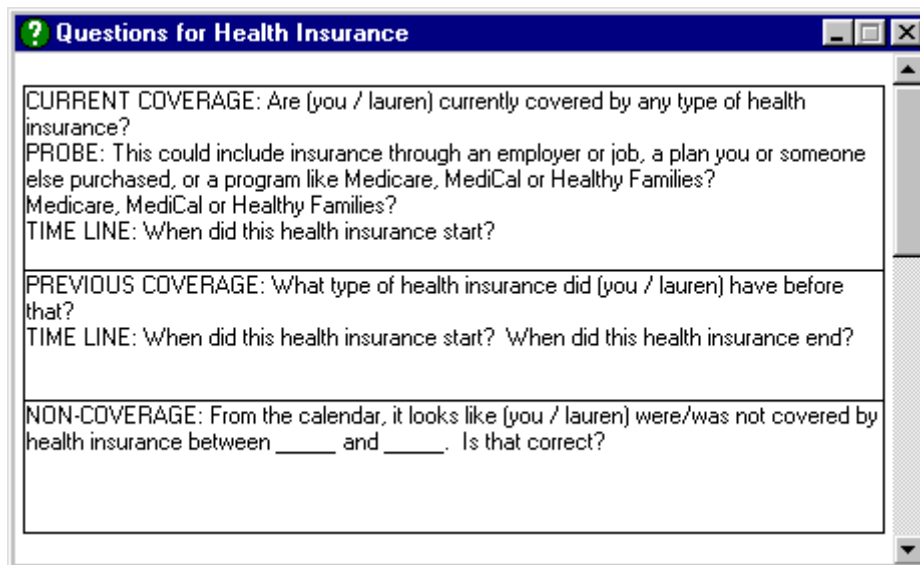 Questions for Health Insurance
CURRENT COVERAGE: Are (you / lauren) currently covered by any type of health
insurance?
PROBE: This could include insurance through an employer or job, a plan you or someone
else purchased, or a program like Medicare, MediCal or Healthy Families?
Medicare, MediCal or Healthy Families?
TIME LINE: When did this health insurance start?
PREVIOUS COVERAGE: What type of health insurance did (you / lauren) have before
that?
TIME LINE: When did this health insurance start?  When did this health insurance end?
NON-COVERAGE: From the calendar, it looks like (you / lauren) were/was not covered by
health insurance between _____ and _____.  Is that correct?